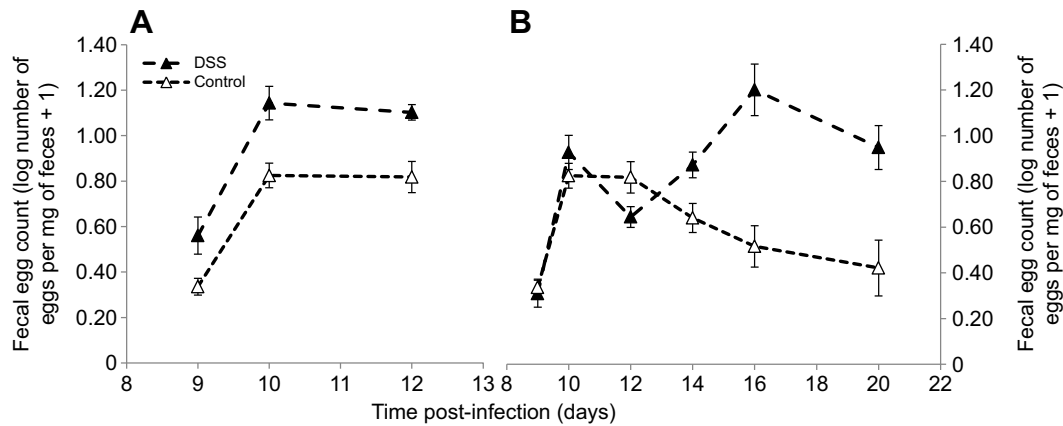 A
B
Fecal egg count (log number of
eggs per mg of feces + 1)
1.40
1.20
1.00
0.80
0.60
0.40
0.20
0
DSS
Control
8 9 10 11 12 13
8 10 12 14 16 18 20 22
1.40
1.20
1.00
0.80
0.60
0.40
0.20
0
Fecal egg count (log number of
eggs per mg of feces + 1)
Time post-infection (days)